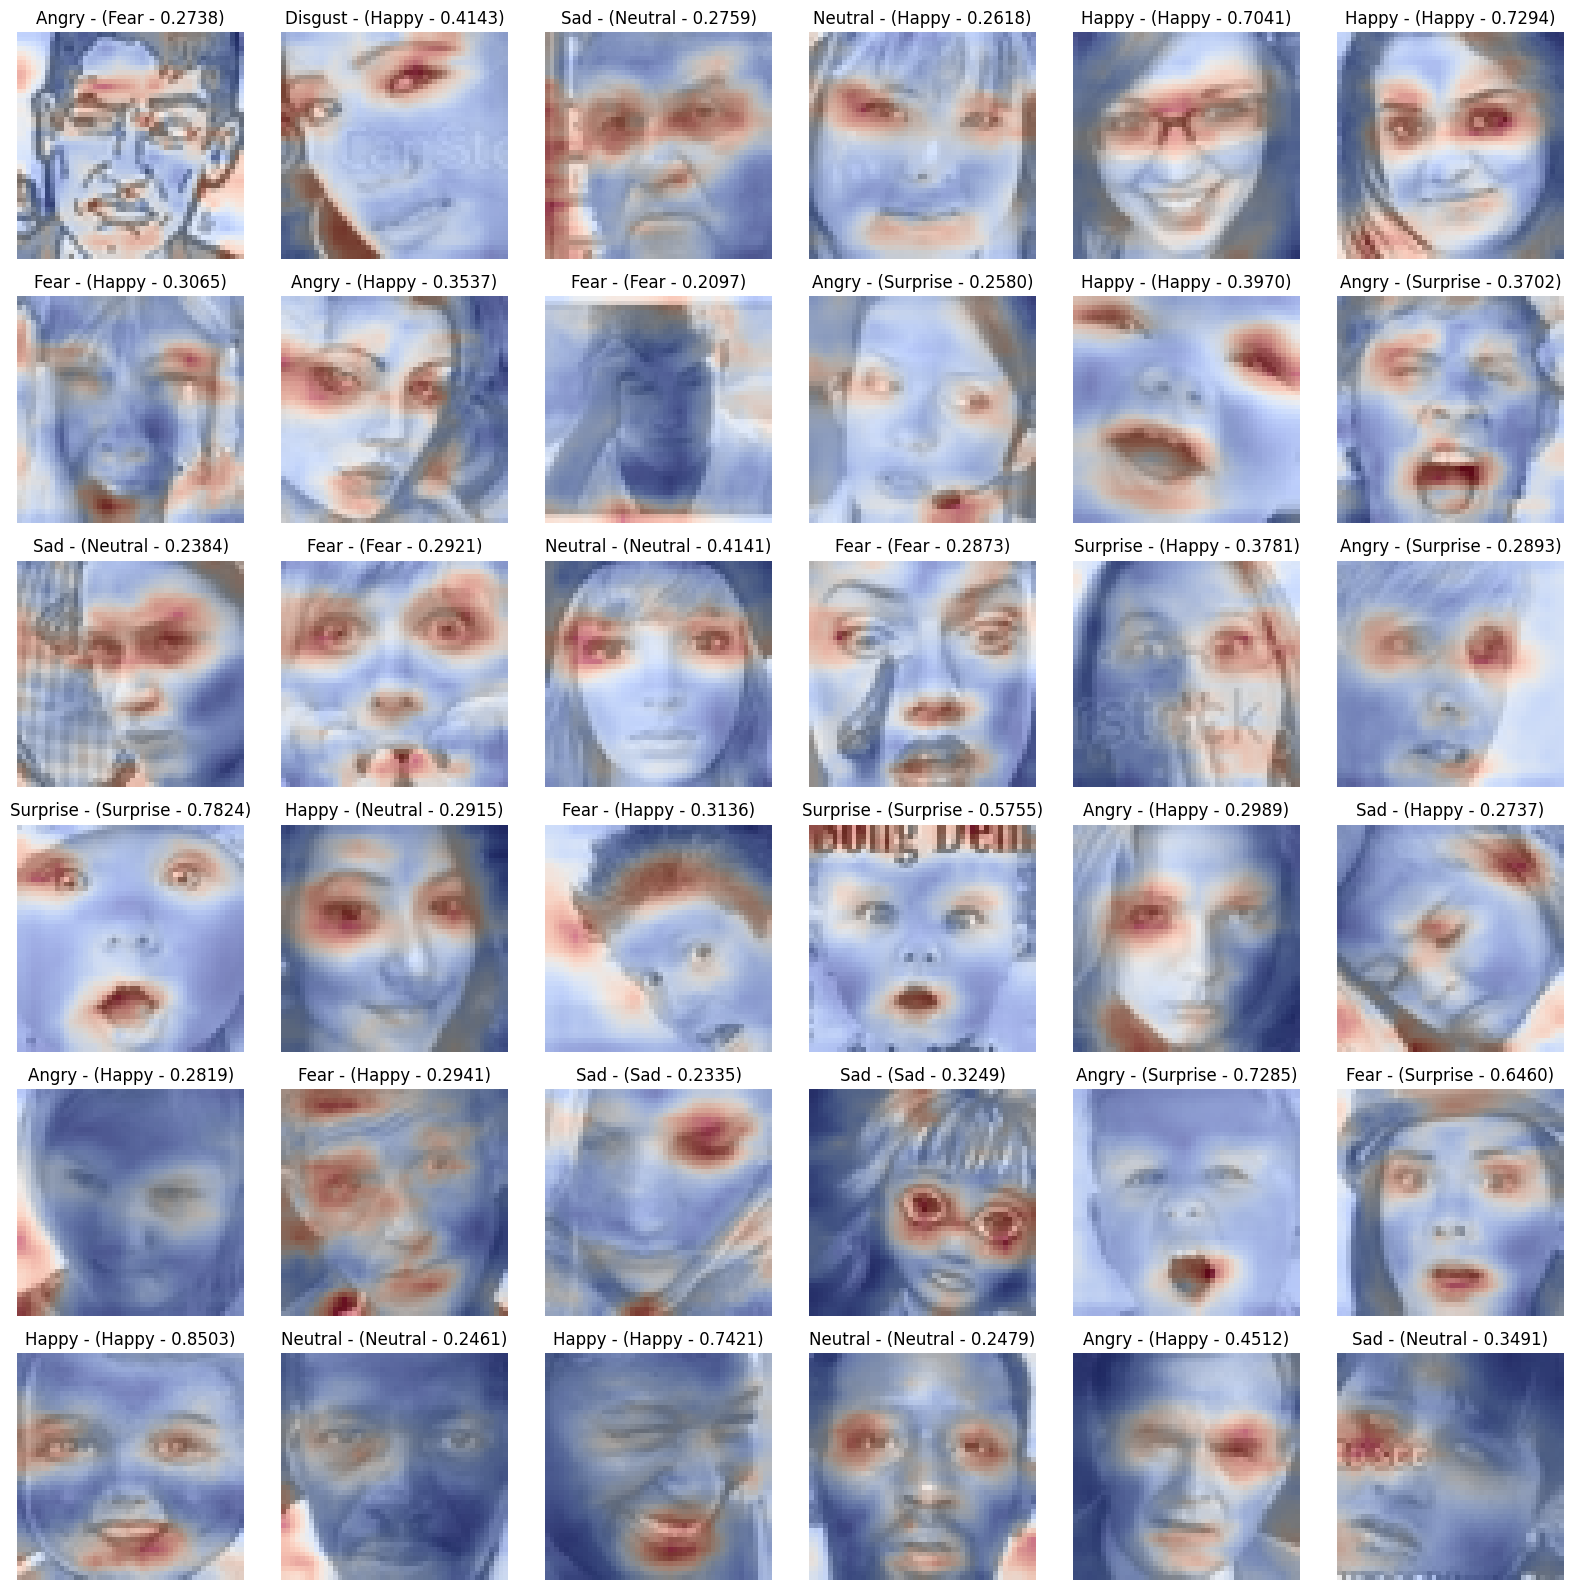 Angry - (Fear - 0.2738)
Disgust - (Happy - 0.4143)
Sad - (Neutral - 0.2759)
Neutral - (Happy - 0.2618)
Happy - (Happy - 0.7041)
Happy - (Happy - 0.7294)
Fear - (Happy - 0.3065)
Angry - (Happy - 0.3537)
Fear - (Fear - 0.2097)
Angry - (Surprise - 0.2580)
Happy - (Happy - 0.3970)
Angry - (Surprise - 0.3702)
Sad - (Neutral - 0.2384)
Fear - (Fear - 0.2921)
Neutral - (Neutral - 0.4141)
Fear - (Fear - 0.2873)
Surprise - (Happy - 0.3781)
Angry - (Surprise - 0.2893)
Surprise - (Surprise - 0.7824)
Happy - (Neutral - 0.2915)
Fear - (Happy - 0.3136)
Surprise - (Surprise - 0.5755)
Angry - (Happy - 0.2989)
Sad - (Happy - 0.2737)
Angry - (Happy - 0.2819)
Fear - (Happy - 0.2941)
Sad - (Sad - 0.2335)
Sad - (Sad - 0.3249)
Angry - (Surprise - 0.7285)
Fear - (Surprise - 0.6460)
Happy - (Happy - 0.8503)
Neutral - (Neutral - 0.2461)
Happy - (Happy - 0.7421)
Neutral - (Neutral - 0.2479)
Angry - (Happy - 0.4512)
Sad - (Neutral - 0.3491)